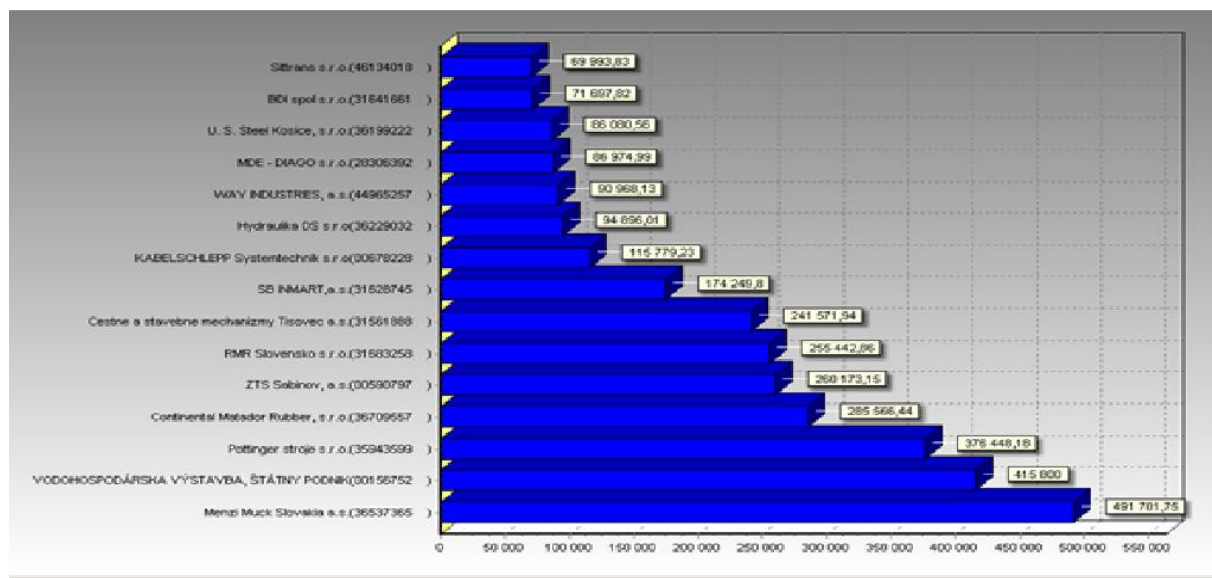 Sittrans s.r.o.(46134018 ) 69 993,83
BDI spol s.r.o.(31641661 ) 71 697,82
U. S. Steel Kosice, s.r.o.(36199222 ) 86 080,56
MDE - DIAGO s.r.o.(28306392 ) 86 974,99
WAY INDUSTRIES, a.s.(44965257 ) 90 968,13
Hydraulika DS s.r.o(36229032 ) 94 896,01
KABELSCHLEPP Systemtechnik s.r.o(00678228 ) 115 779,23
SB INMART,a.s.(31628745 ) 174 249,8
Cestne a stavebne mechanizmy Tisovec a.s.(31561888 ) 241 571,94
RMR Slovensko s.r.o.(31683258 ) 255 442,86
ZTS Sabinov, a.s.(00590797 ) 260 173,15
Continental Matador Rubber, s.r.o.(36709557 ) 285 566,44
Pottinger stroje s.r.o.(35943599 ) 376 448,18
VODOHOSPODÁRSKA VÝSTAVBA, ŠTÁTNY PODNIK(00156752 ) 415 800
Menzi Muck Slovakia a.s.(36537365 ) 491 701,75
0 50 000 100 000 150 000 200 000 250 000 300 000 350 000 400 000 450 000 500 000 550 000